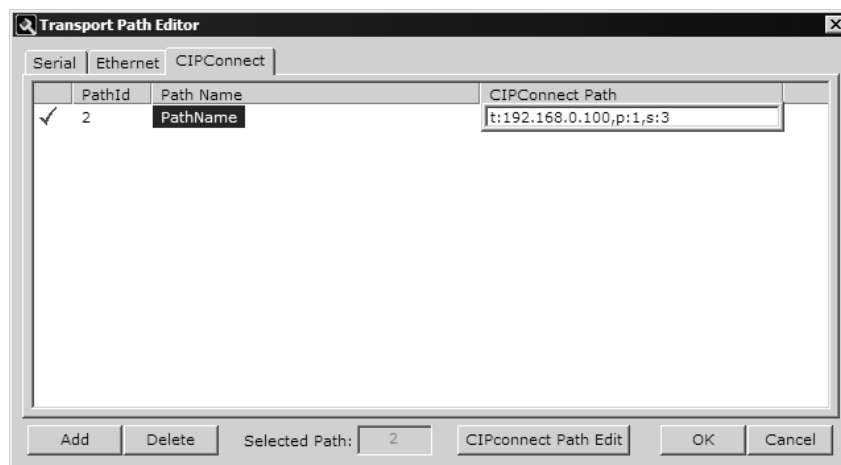 Transport Path Editor
Serial Ethernet CIPConnect
PathId Path Name CIPConnect Path
2 PathName t:192.168.0.100,p:1,s:3
Add Delete Selected Path: 2 CIPconnect Path Edit OK Cancel